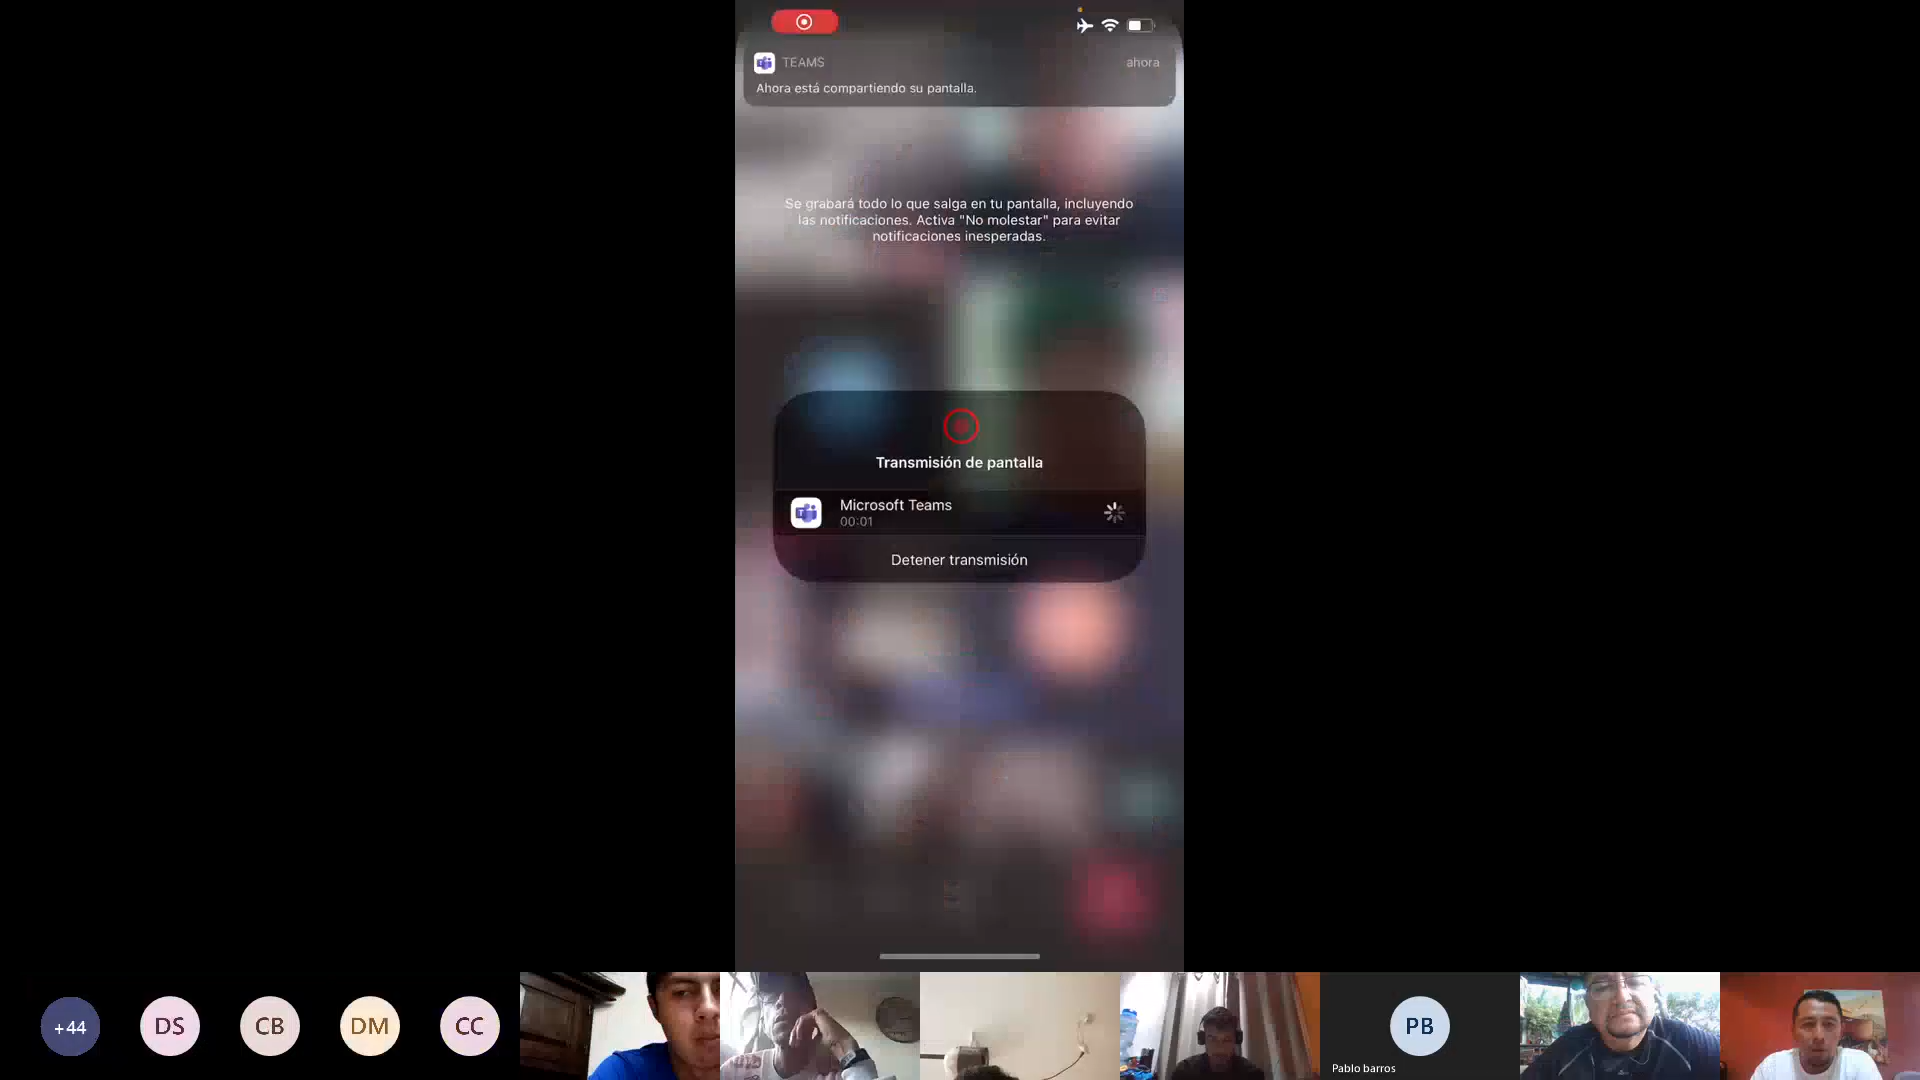 TEAMS
ahora
Ahora está compartiendo su pantalla.
Se grabará todo lo que salga en tu pantalla, incluyendo
las notificaciones. Activa "No molestar" para evitar
notificaciones inesperadas.
Transmisión de pantalla
Microsoft Teams
00:01
Detener transmisión
+44
DS
CB
DM
CC
PB
Pablo barros